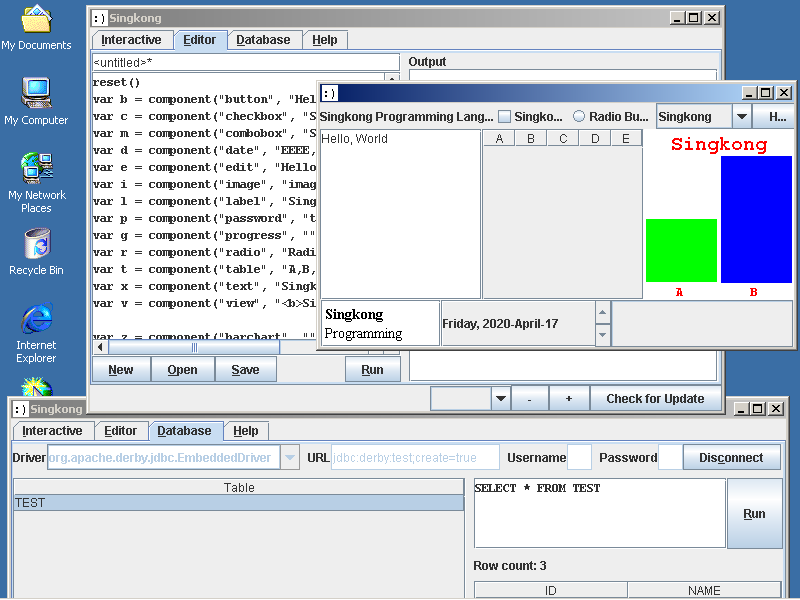 My Documents
My Computer
My Network
Places
Recycle Bin
Internet
Explorer
:) Singkong
Interactive Editor Database Help
<untitled>*
Output
reset()
var b = component("button", "Hel
var c = component("checkbox", "S
var m = component("combobox", "S
var d = component("date", "EEEE,
var e = component("edit", "Hello
var i = component("image", "imag
var l = component("label", "Sing
var p = component("password", "t
var g = component("progress", ""
var r = component("radio", "Radi
var t = component("table", "A,B,
var x = component("text", "Singk
var v = component("view", "<b>Si
var z = component("barchart", ""
New Open Save Run
- + Check for Update
:)
Singkong Programming Lang... Singko... Radio Bu... Singkong H...
Hello, World
A B C D E
Singkong
A B
Singkong
Programming
Friday, 2020-April-17
:) Singkong
Interactive Editor Database Help
Driver org.apache.derby.jdbc.EmbeddedDriver URL jdbc:derby:test;create=true Username Password Disconnect
Table
TEST
SELECT * FROM TEST
Run
Row count: 3
ID NAME